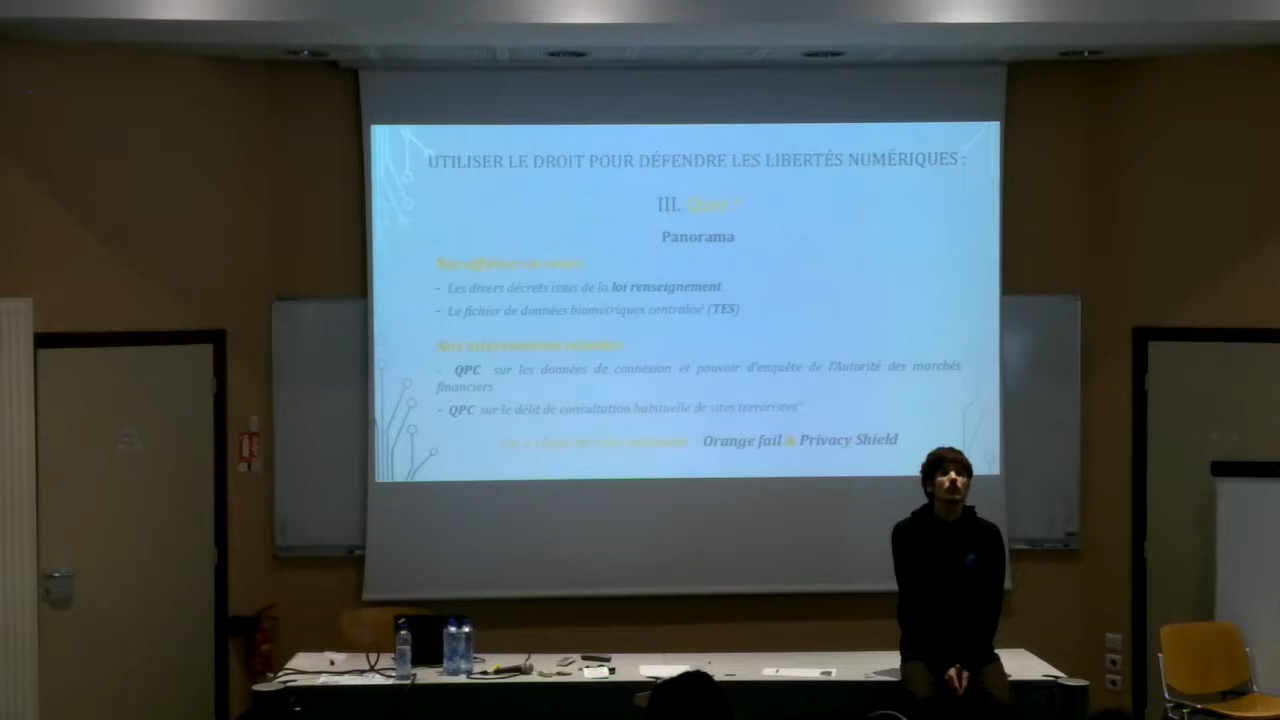 UTILISER LE DROIT POUR DÉFENDRE LES LIBERTÉS NUMÉRIQUES :
III. Quoi ?
Panorama
- Les divers décrets issus de la loi renseignement
- Le fichier de données biométriques centralisé (TES)
- QPC sur les données de connexion et pouvoir d'enquête de l'Autorité des marchés
financiers
- QPC sur le délit de consultation habituelle de sites terroristes"
Orange fail & Privacy Shield